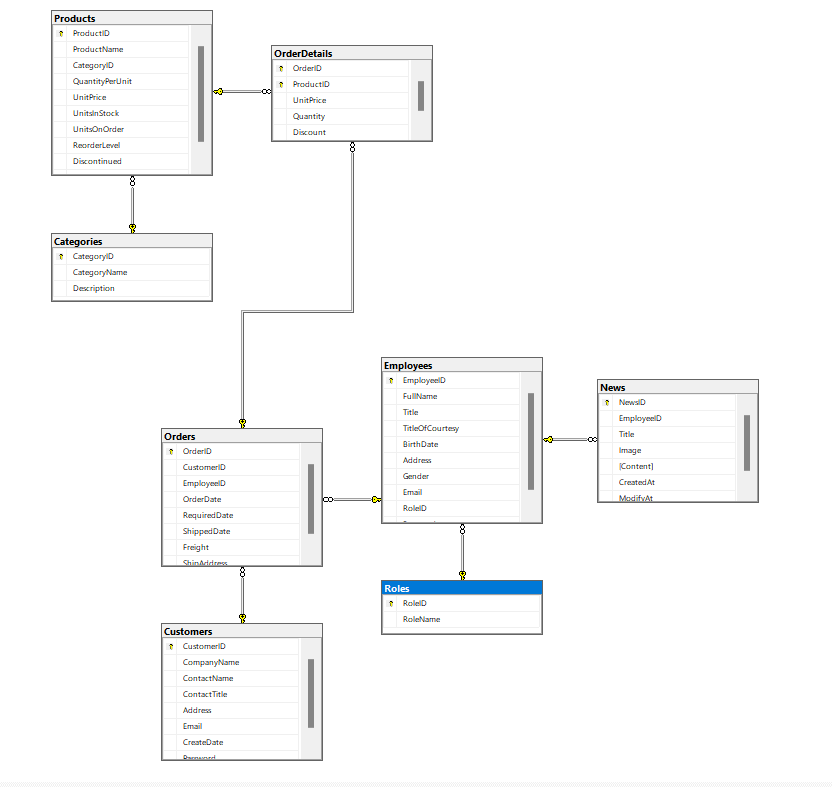 Products
ProductID
ProductName
CategoryID
QuantityPerUnit
UnitPrice
UnitsInStock
UnitsOnOrder
ReorderLevel
Discontinued
OrderDetails
OrderID
ProductID
UnitPrice
Quantity
Discount
Categories
CategoryID
CategoryName
Description
Employees
EmployeeID
FullName
Title
TitleOfCourtesy
BirthDate
Address
Gender
Email
RoleID
News
NewsID
EmployeeID
Title
Image
[Content]
CreatedAt
ModifyAt
Orders
OrderID
CustomerID
EmployeeID
OrderDate
RequiredDate
ShippedDate
Freight
ShipAddress
Roles
RoleID
RoleName
Customers
CustomerID
CompanyName
ContactName
ContactTitle
Address
Email
CreateDate
Password